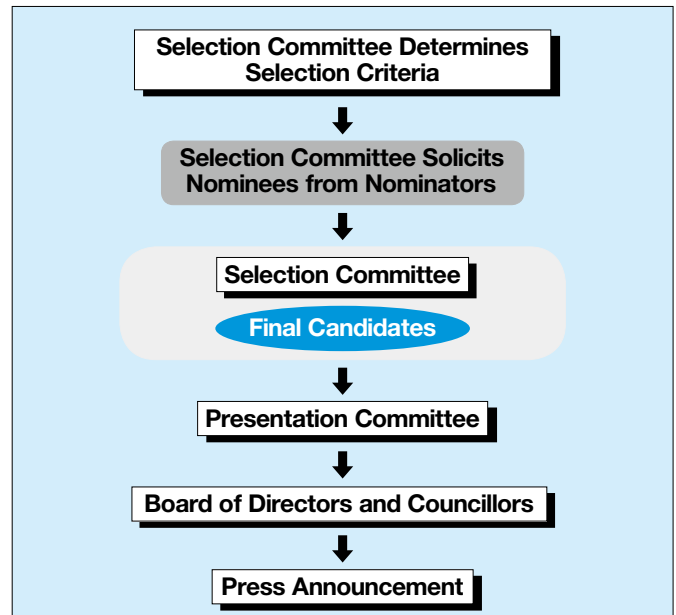 Selection Committee Determines
Selection Criteria
Selection Committee Solicits
Nominees from Nominators
Selection Committee
Final Candidates
Presentation Committee
Board of Directors and Councillors
Press Announcement